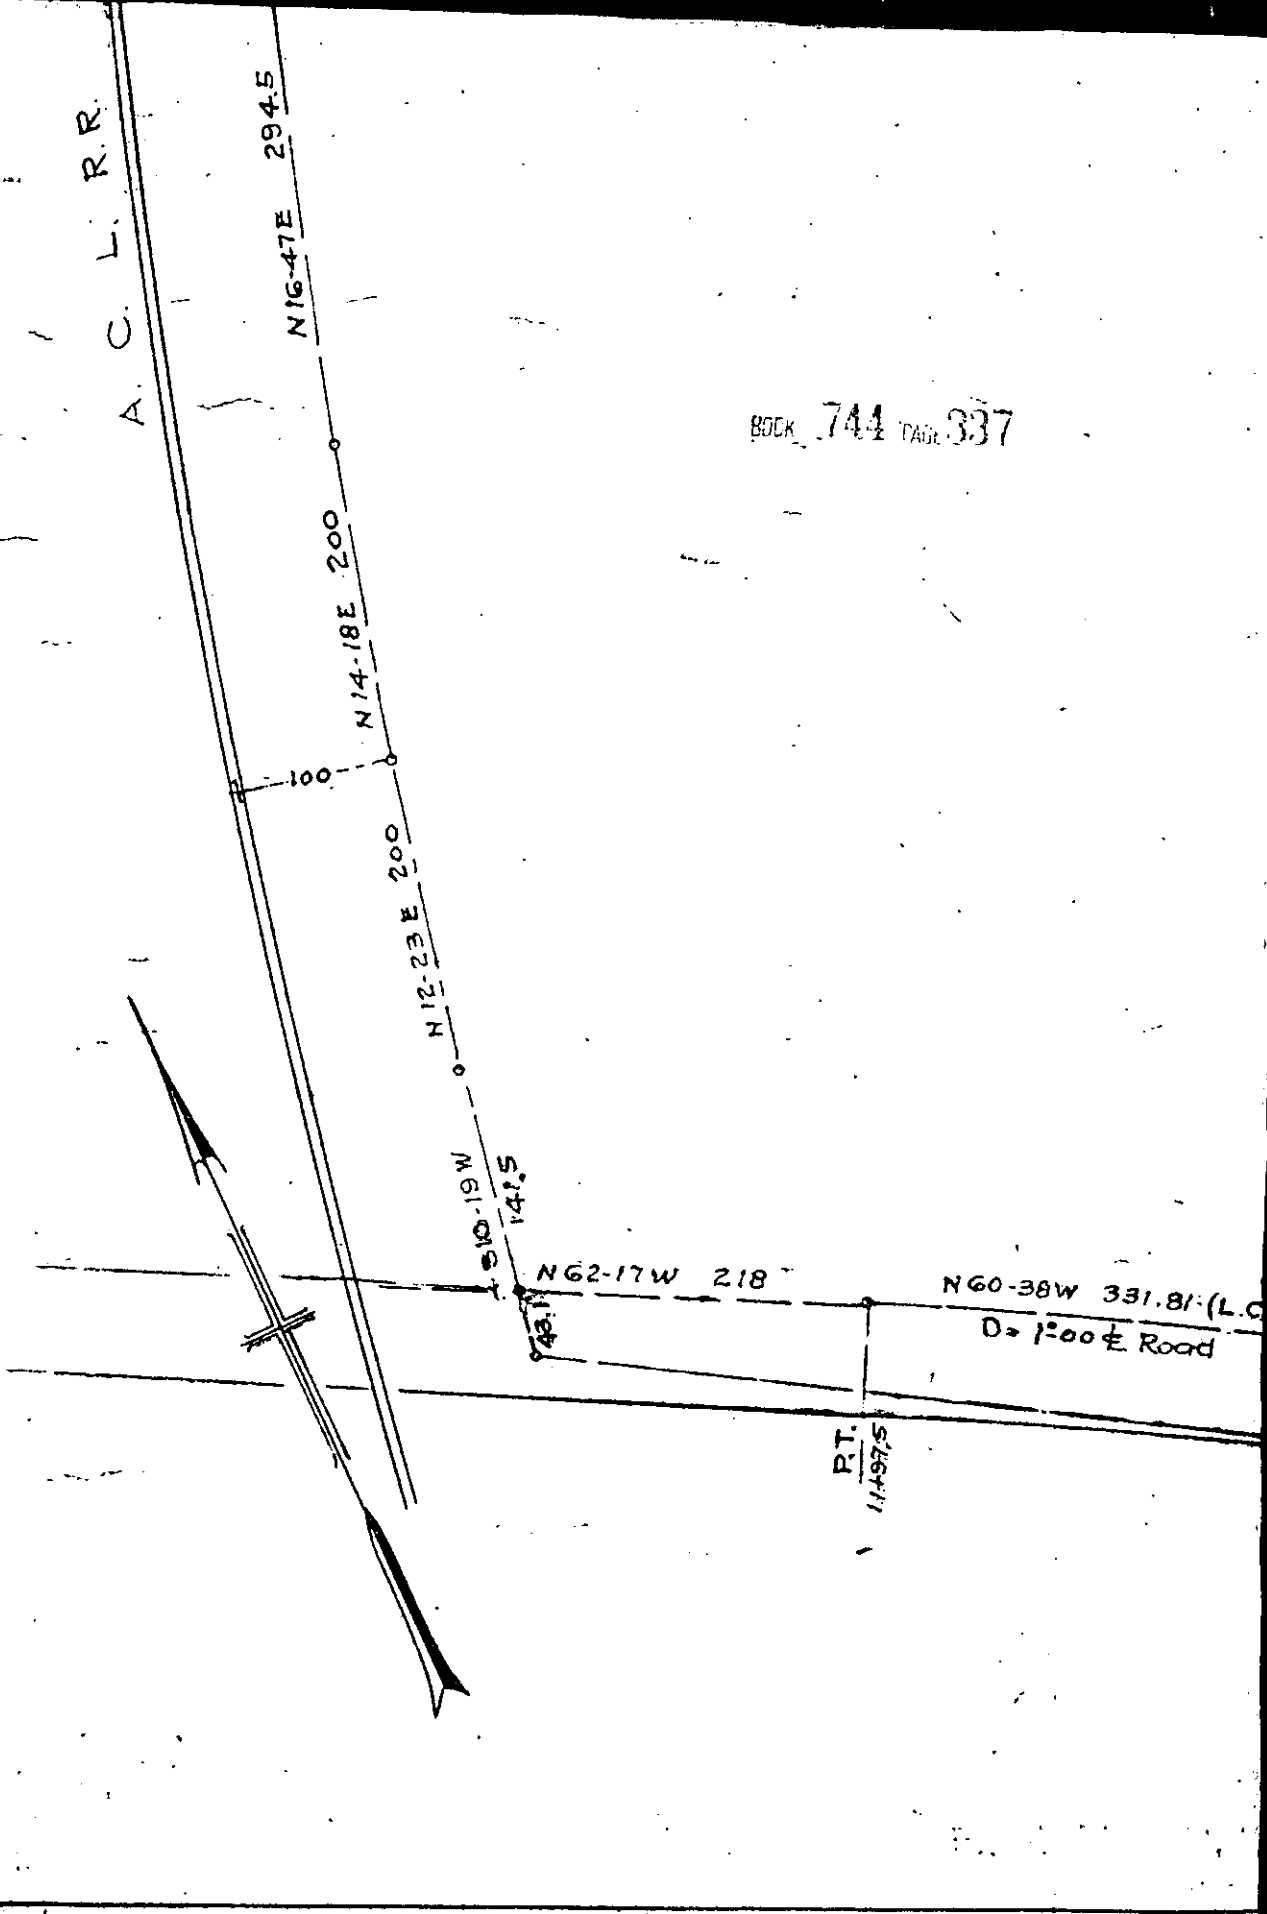 A. C. L. R.R.
N16-47E 294.5
BOOK 744 PAGE 337
N14-18E 200
100
N12-23E 200
S10-19W
141.5
N62-17W 218
N60-38W 331.81 (L.C
D= 1°00 ℄ Road
43.1
P.T.
11+97.5